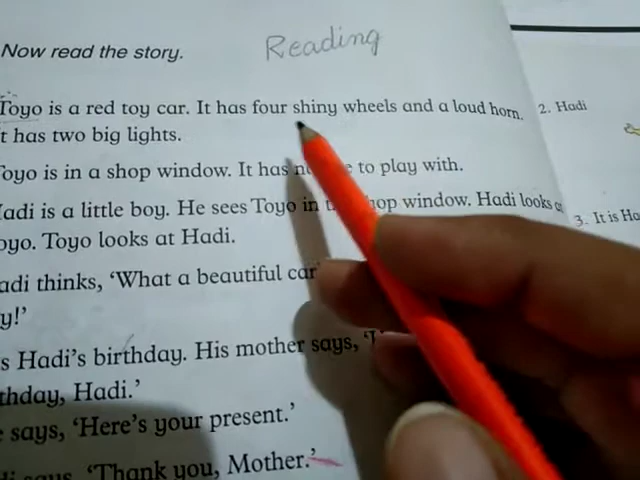 Now read the story.
Reading
Toyo is a red toy car. It has four shiny wheels and a loud horn.
t has two big lights.
oyo is in a shop window. It has to play with.
adi is a little boy. He sees Toyo in hop window. Hadi looks
oyo. Toyo looks at Hadi.
adi thinks, ‘What a beautiful car
y!’
s Hadi’s birthday. His mother says,
thday, Hadi.’
says, ‘Here’s your present.’
di says, ‘Thank you, Mother.’
2. Hadi
3. It is Ha